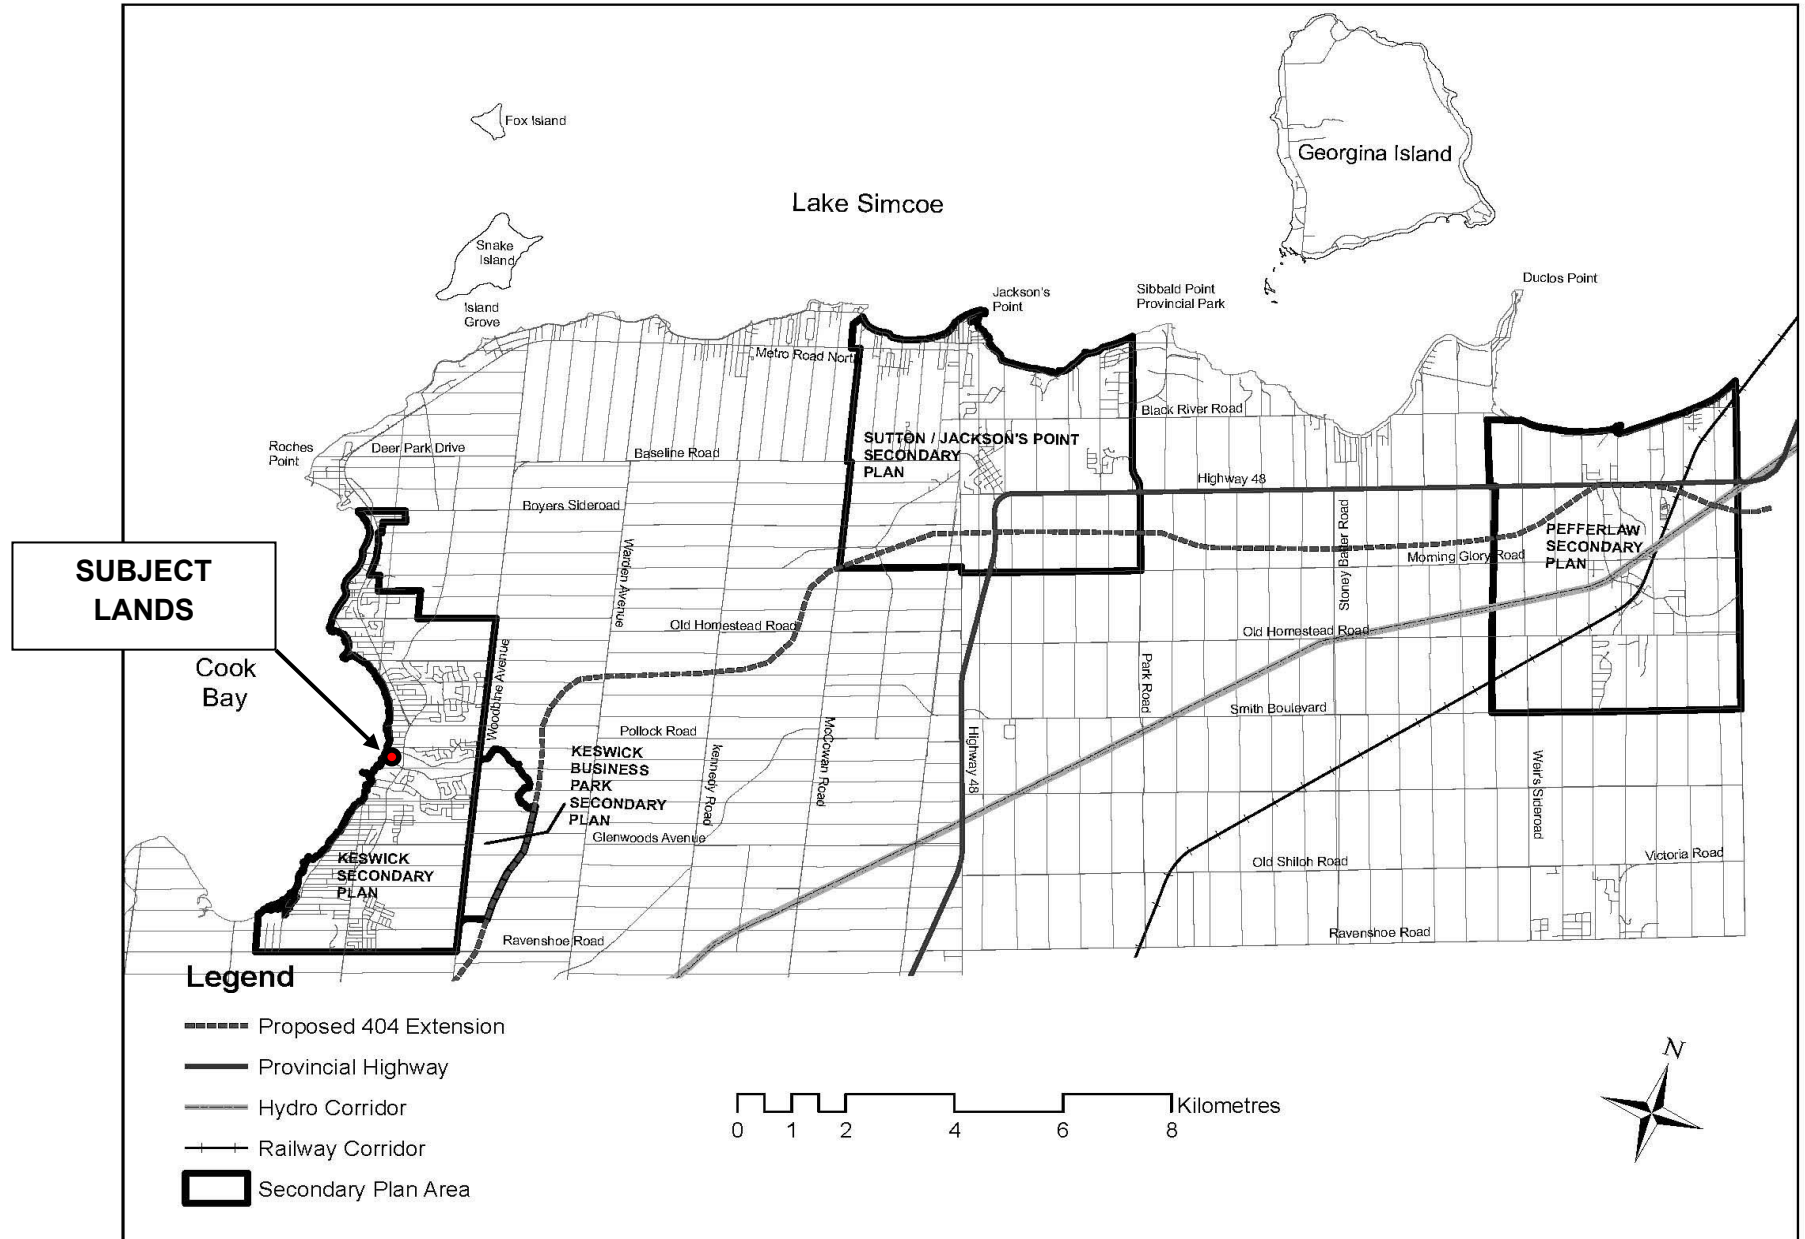 Fox Island
Georgina Island
Lake Simcoe
Snake
Island
Island
Grove
Jackson's
Point
Sibbald Point
Provincial Park
Duclos Point
Metro Road North
Black River Road
Roches
Point
Deer Park Drive
Baseline Road
SUTTON / JACKSON'S POINT
SECONDARY
PLAN
Highway 48
Boyers Sideroad
Warden Avenue
Stoney Batter Road
PEFFERLAW
SECONDARY
PLAN
Morning Glory Road
SUBJECT
LANDS
Cook
Bay
Old Homestead Road
Old Homestead Road
Woodbine Avenue
Park Road
Smith Boulevard
Pollock Road
KESWICK
BUSINESS
PARK
SECONDARY
PLAN
Kennedy Road
McCowan Road
Highway 48
Weir's Sideroad
Glenwoods Avenue
KESWICK
SECONDARY
PLAN
Old Shiloh Road
Victoria Road
Ravenshoe Road
Ravenshoe Road
Legend
Proposed 404 Extension
Provincial Highway
Hydro Corridor
Railway Corridor
Secondary Plan Area
Kilometres
0 1 2 4 6 8
N